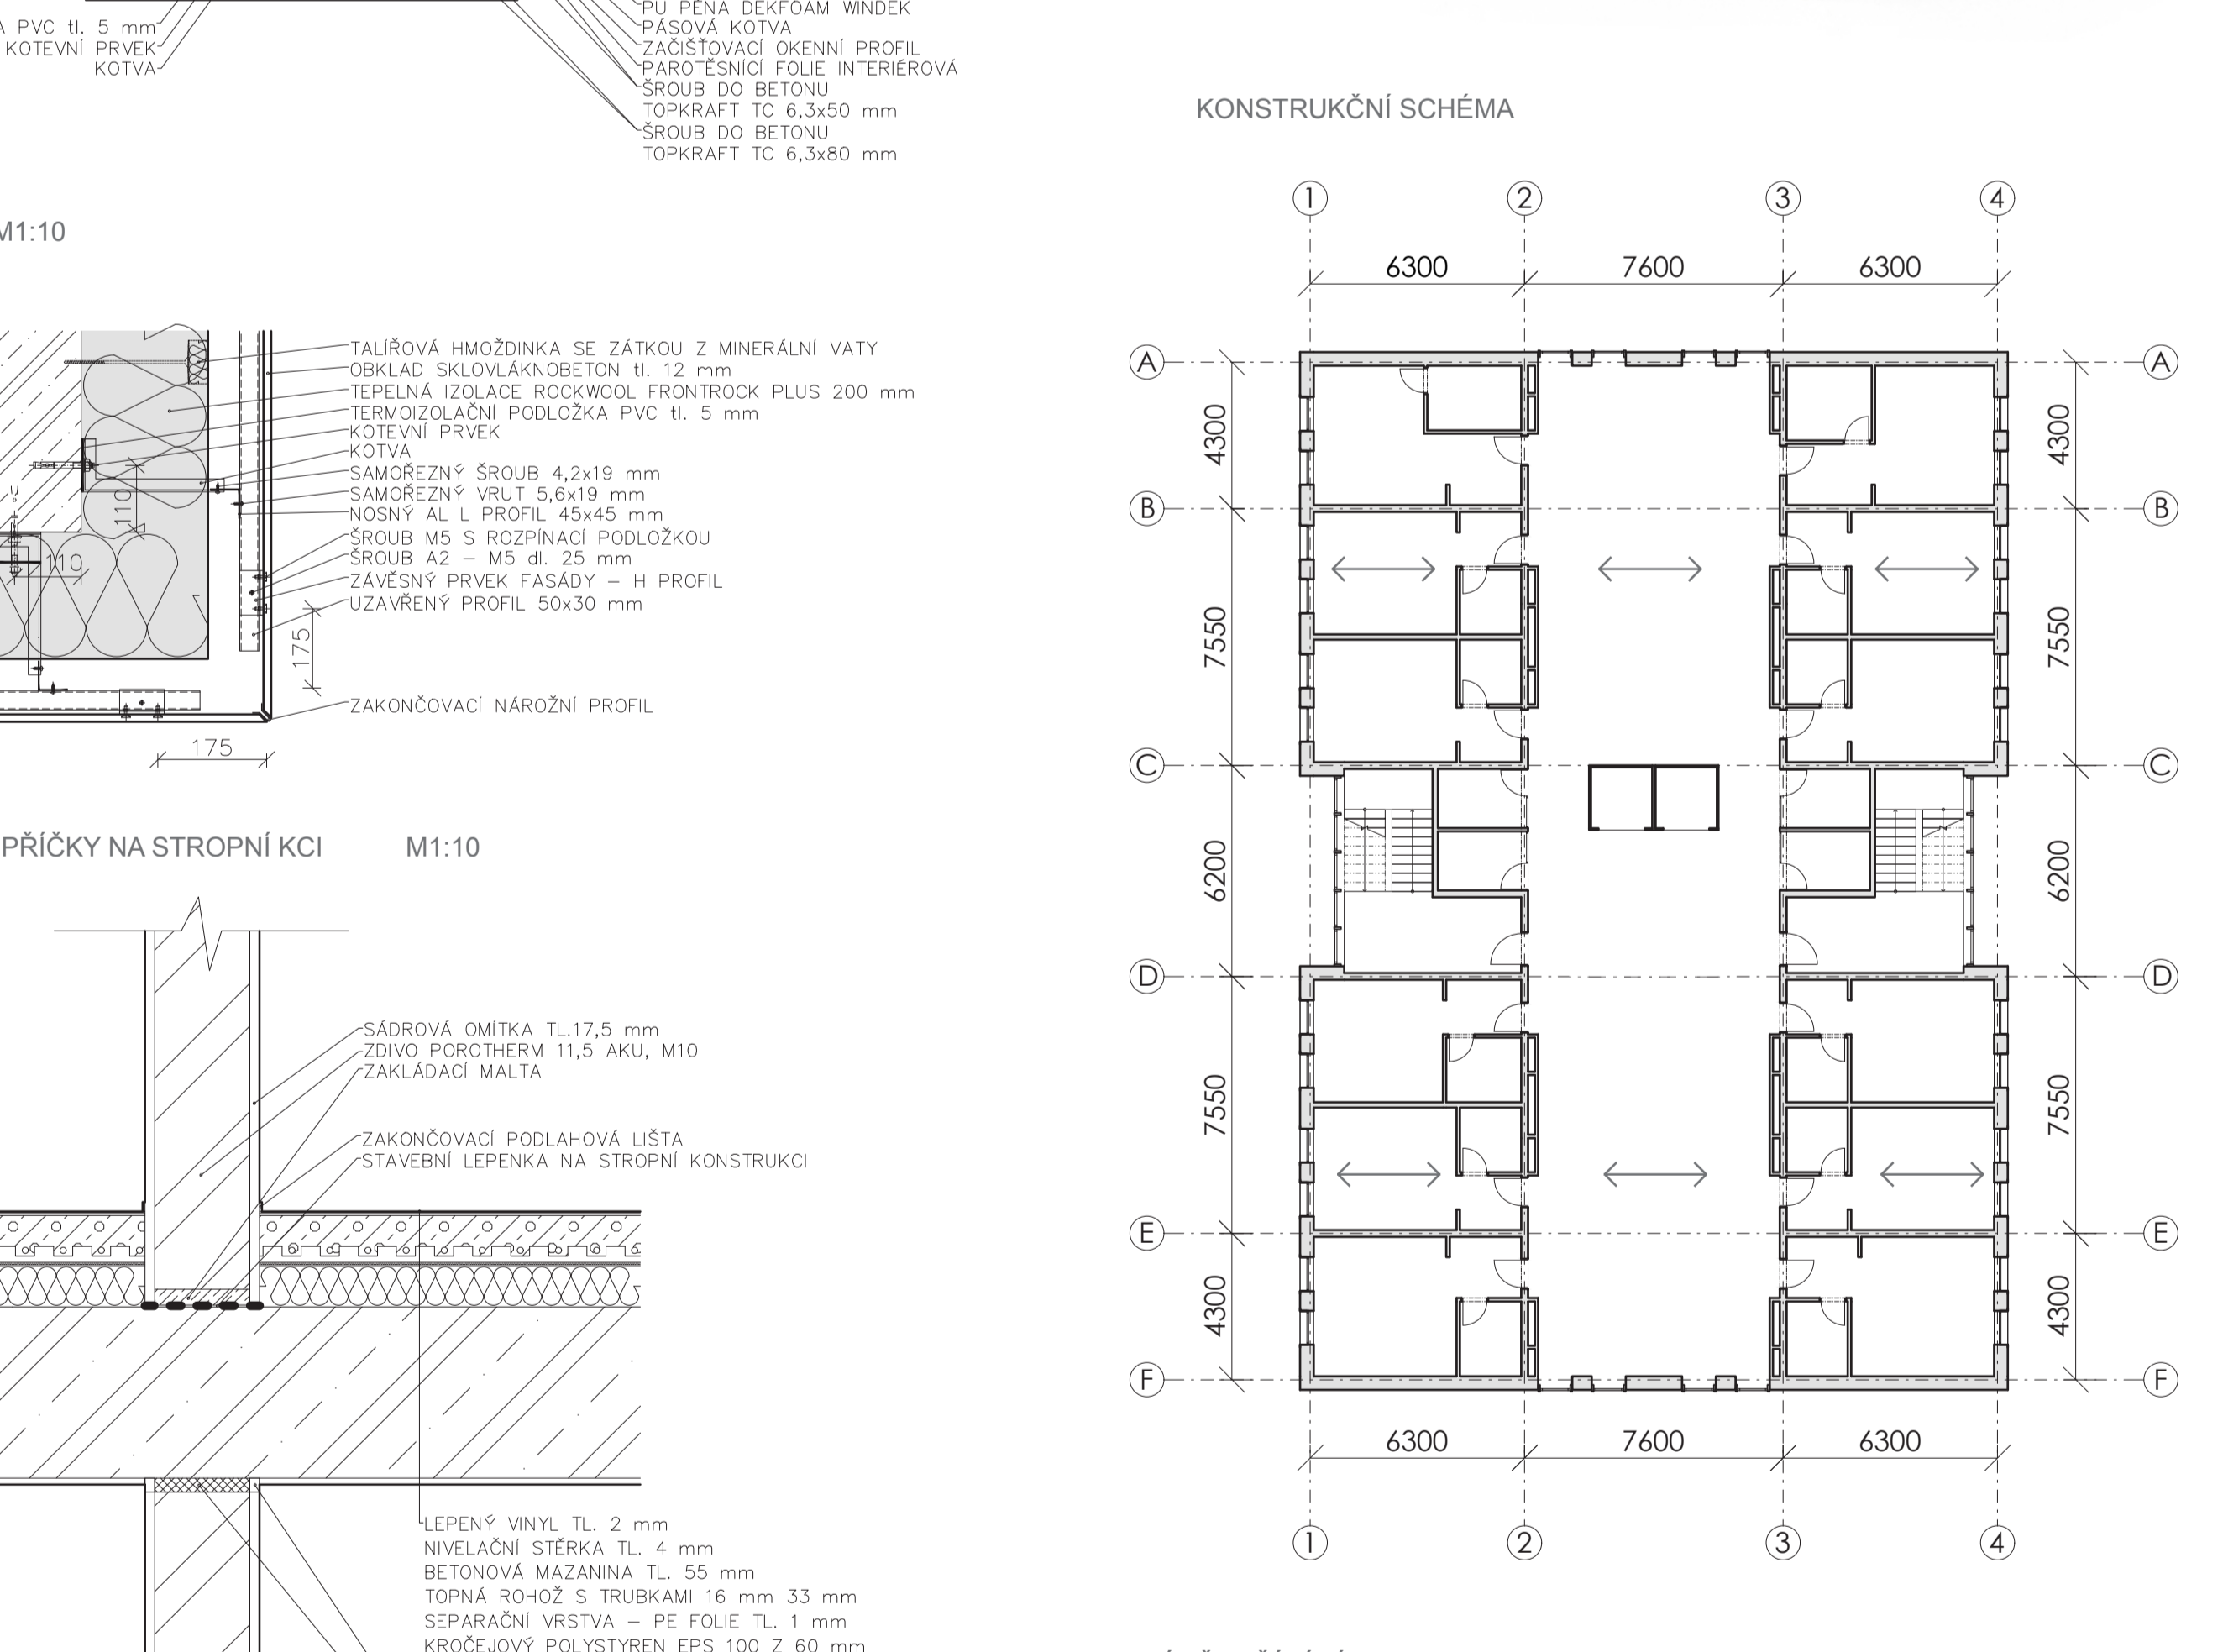 PVC tl. 5 mm
KOTEVNÍ PRVEK
KOTVA
PU PĚNA DEKFOAM WINDEK
PÁSOVÁ KOTVA
ZAČIŠŤOVACÍ OKENNÍ PROFIL
PAROTĚSNÍCÍ FOLIE INTERIÉROVÁ
ŠROUB DO BETONU
TOPKRAFT TC 6,3x50 mm
ŠROUB DO BETONU
TOPKRAFT TC 6,3x80 mm
M1:10
TALÍŘOVÁ HMOŽDINKA SE ZÁTKOU Z MINERÁLNÍ VATY
OBKLAD SKLOVLÁKNOBETON tl. 12 mm
TEPELNÁ IZOLACE ROCKWOOL FRONTROCK PLUS 200 mm
TERMOIZOLAČNÍ PODLOŽKA PVC tl. 5 mm
KOTEVNÍ PRVEK
KOTVA
SAMOŘEZNÝ ŠROUB 4,2x19 mm
SAMOŘEZNÝ VRUT 5,6x19 mm
NOSNÝ AL L PROFIL 45x45 mm
ŠROUB M5 S ROZPÍNACÍ PODLOŽKOU
ŠROUB A2 – M5 dl. 25 mm
ZÁVĚSNÝ PRVEK FASÁDY – H PROFIL
UZAVŘENÝ PROFIL 50x30 mm
ZAKONČOVACÍ NÁROŽNÍ PROFIL
110
110
175
175
PŘÍČKY NA STROPNÍ KCI M1:10
SÁDROVÁ OMÍTKA TL.17,5 mm
ZDIVO POROTHERM 11,5 AKU, M10
ZAKLÁDACÍ MALTA
ZAKONČOVACÍ PODLAHOVÁ LIŠTA
STAVEBNÍ LEPENKA NA STROPNÍ KONSTRUKCI
LEPENÝ VINYL TL. 2 mm
NIVELAČNÍ STĚRKA TL. 4 mm
BETONOVÁ MAZANINA TL. 55 mm
TOPNÁ ROHOŽ S TRUBKAMI 16 mm 33 mm
SEPARAČNÍ VRSTVA – PE FOLIE TL. 1 mm
KROČEJOVÝ POLYSTYREN EPS 100 Z 60 mm
KONSTRUKČNÍ SCHÉMA
1 2 3 4
6300 7600 6300
A A
4300 4300
B B
7550 7550
C C
6200 6200
D D
7550 7550
E E
4300 4300
F F
6300 7600 6300
1 2 3 4